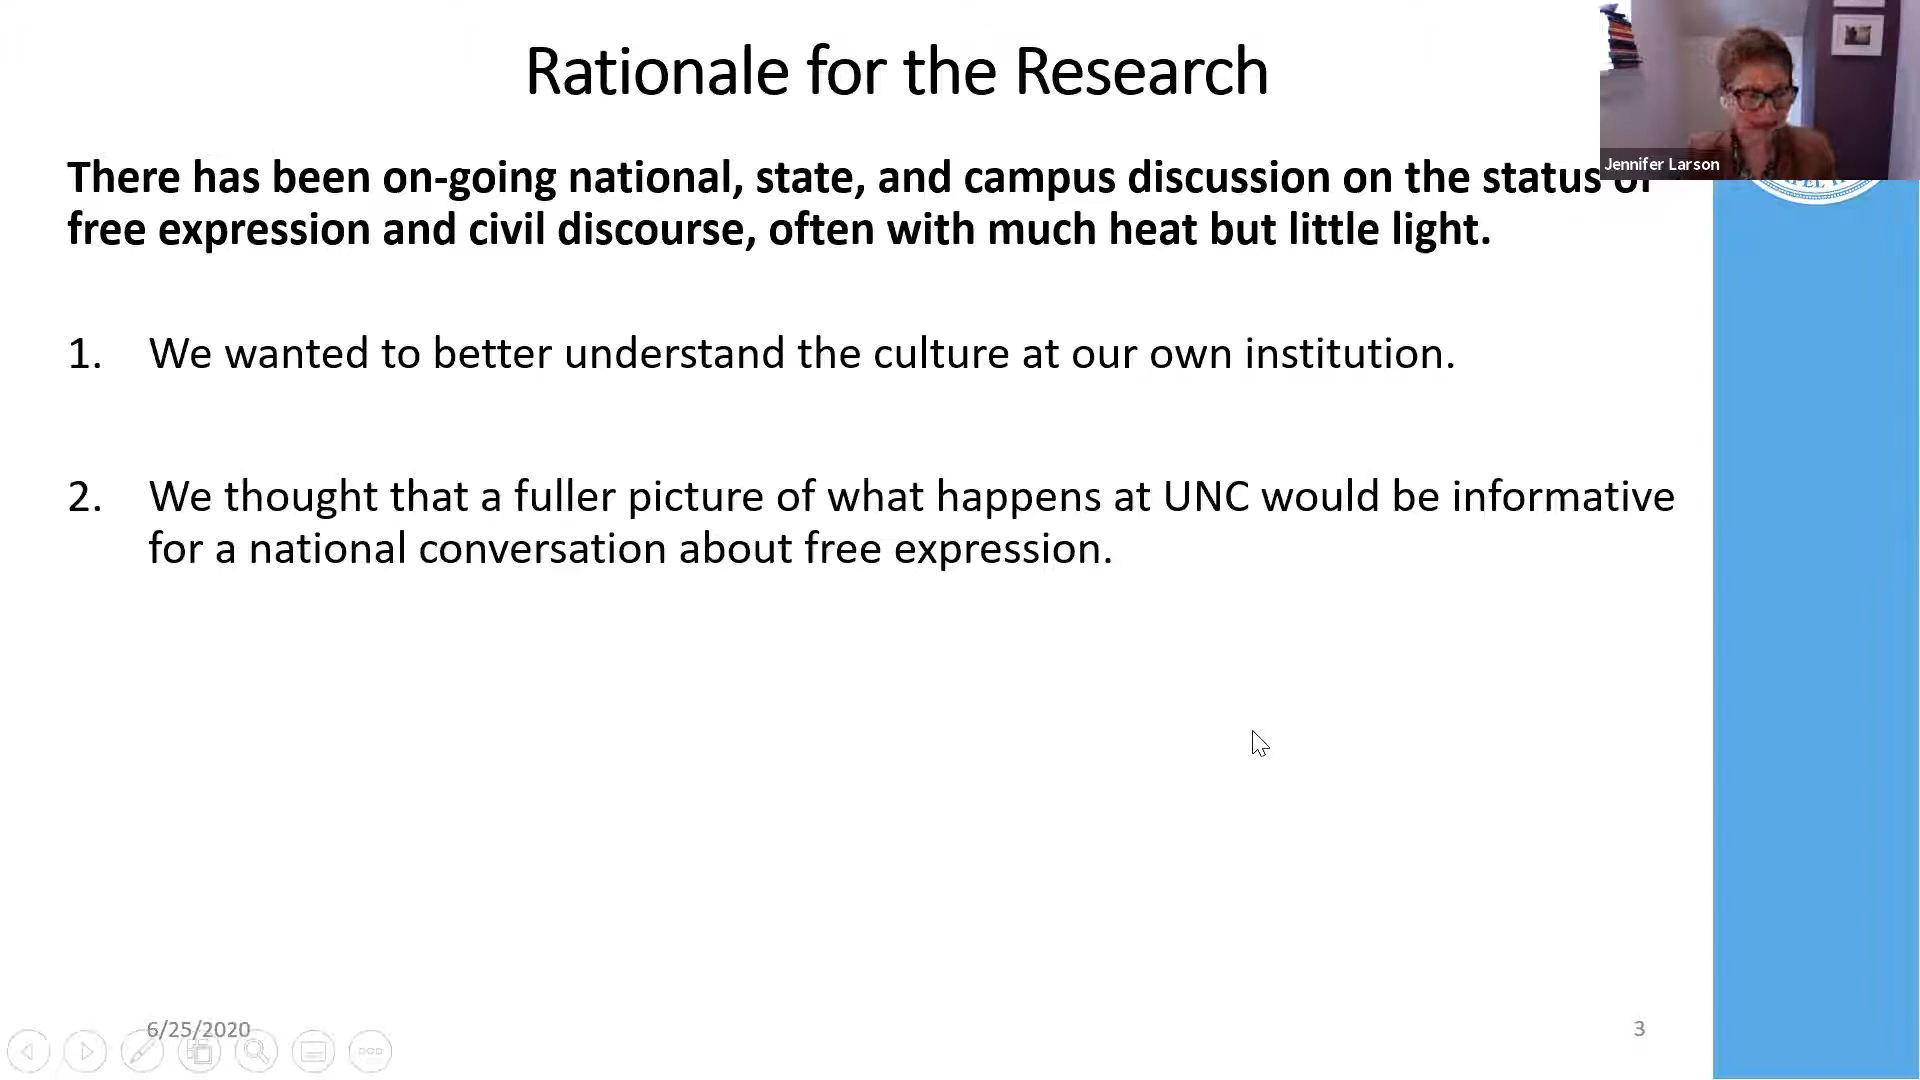 Rationale for the Research
Jennifer Larson
There has been on-going national, state, and campus discussion on the status of
free expression and civil discourse, often with much heat but little light.
1. We wanted to better understand the culture at our own institution.
2. We thought that a fuller picture of what happens at UNC would be informative
for a national conversation about free expression.
6/25/2020
3